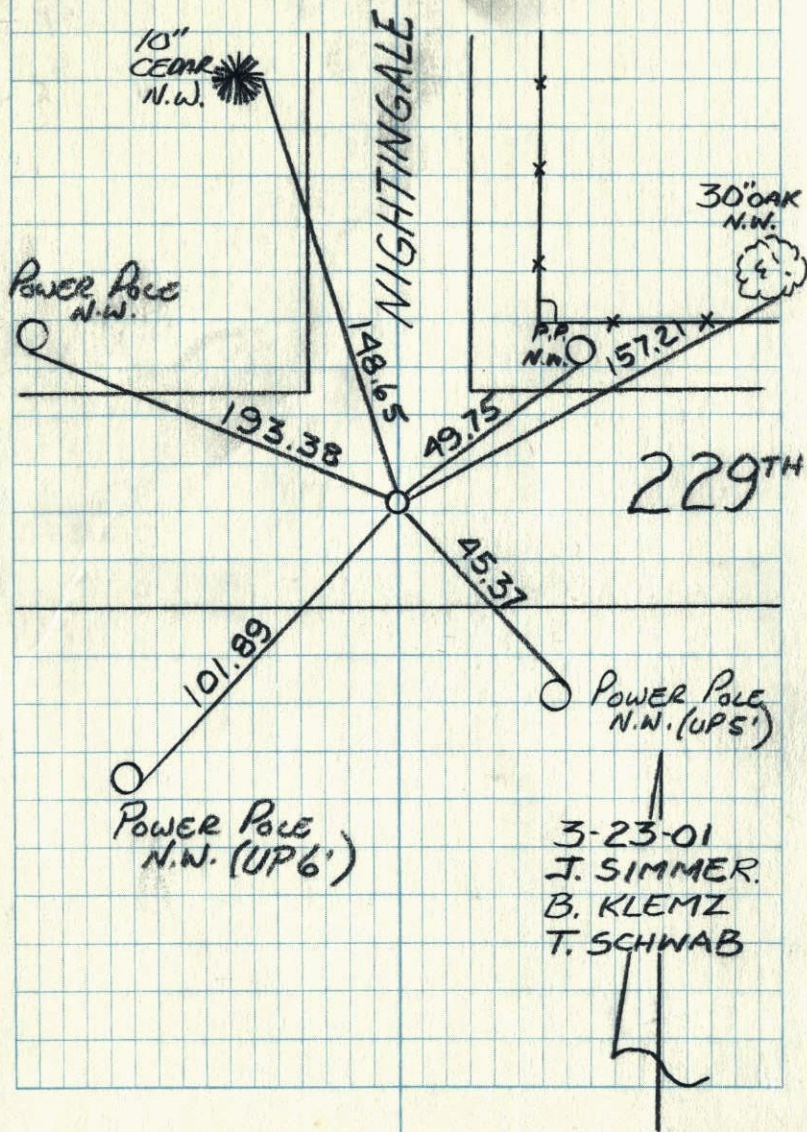 10"
CEDAR
N.W.
NIGHTINGALE
30" OAK
N.W.
POWER POLE
N.W.
P.P.
N.W.
148.65
157.21
193.38
49.75
229TH
45.37
101.89
POWER POLE
N.W. (UP 5')
POWER POLE
N.W. (UP 6')
3-23-01
J. SIMMER.
B. KLEMZ
T. SCHWAB